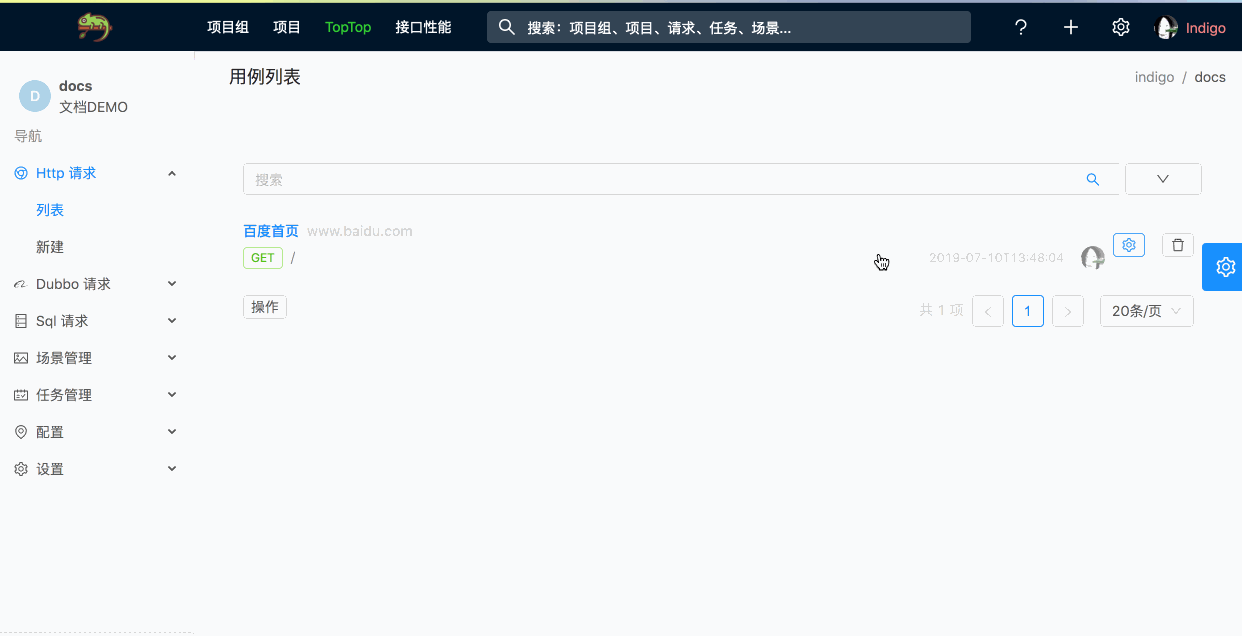 项目组 项目 TopTop 接口性能 搜索：项目组、项目、请求、任务、场景... Indigo
D docs
文档DEMO
导航
Http 请求
列表
新建
Dubbo 请求
Sql 请求
场景管理
任务管理
配置
设置
用例列表
indigo / docs
搜索
百度首页 www.baidu.com
GET / 2019-07-10T13:48:04
操作
共 1 项 < 1 > 20条/页